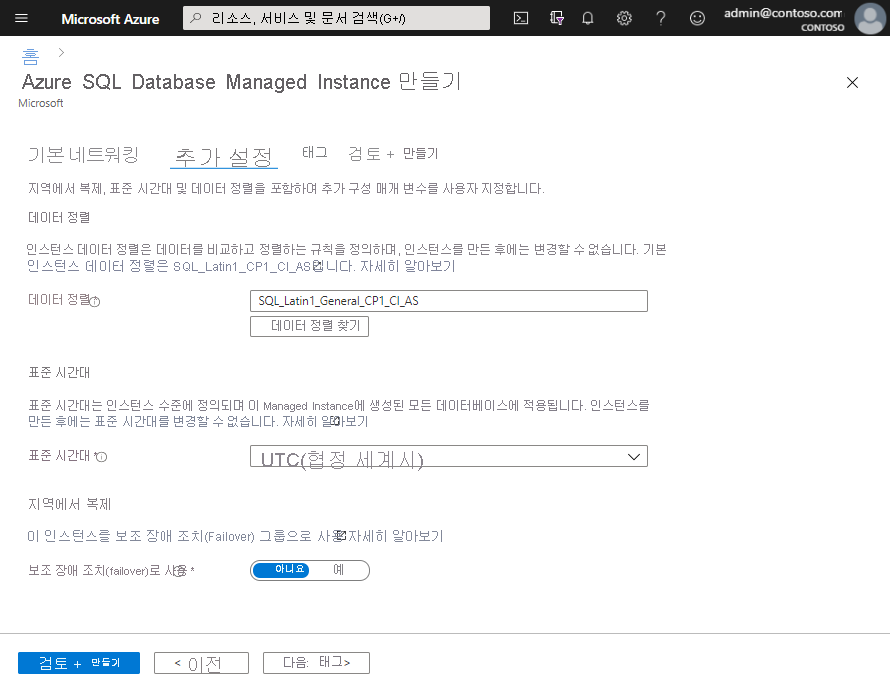 Microsoft Azure
리소스, 서비스 및 문서 검색(G+/)
admin@contoso.com
CONTOSO
홈
Azure SQL Database Managed Instance 만들기
Microsoft
기본 네트워킹 추가 설정 태그 검토 + 만들기
지역에서 복제, 표준 시간대 및 데이터 정렬을 포함하여 추가 구성 매개 변수를 사용자 지정합니다.
데이터 정렬
인스턴스 데이터 정렬은 데이터를 비교하고 정렬하는 규칙을 정의하며, 인스턴스를 만든 후에는 변경할 수 없습니다. 기본
인스턴스 데이터 정렬은 SQL_Latin1_CP1_CI_AS입니다. 자세히 알아보기
데이터 정렬
SQL_Latin1_General_CP1_CI_AS
데이터 정렬 찾기
표준 시간대
표준 시간대는 인스턴스 수준에 정의되며 이 Managed Instance에 생성된 모든 데이터베이스에 적용됩니다. 인스턴스를
만든 후에는 표준 시간대를 변경할 수 없습니다. 자세히 알아보기
표준 시간대 *
UTC(협정 세계시)
지역에서 복제
이 인스턴스를 보조 장애 조치(Failover) 그룹으로 사용 자세히 알아보기
보조 장애 조치(failover)로 사용 *
아니요 예
검토 + 만들기
< 이전
다음: 태그>